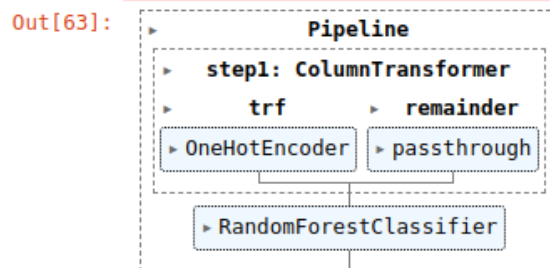 Out[63]:
Pipeline
step1: ColumnTransformer
trf remainder
OneHotEncoder passthrough
RandomForestClassifier